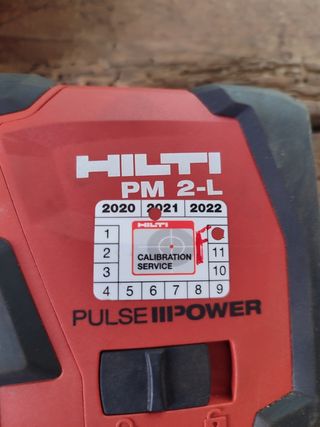 HILTI
PM 2-L
2020 2021 2022
1
2 11
3 10
HILTI
CALIBRATION
SERVICE
4 5 6 7 8 9
PULSE POWER